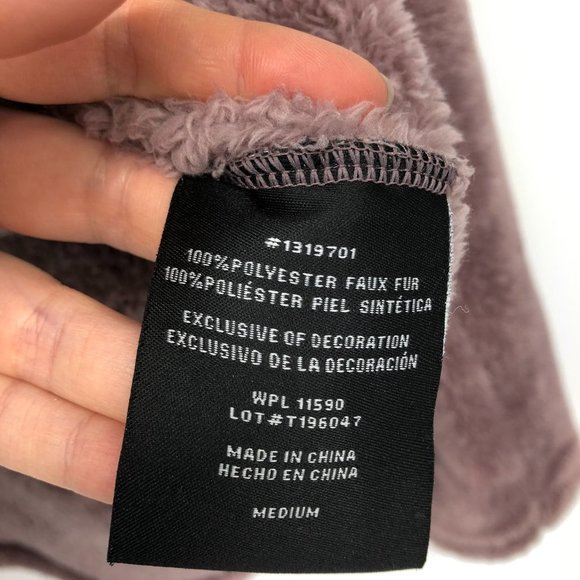 #1319701
100%POLYESTER FAUX FUR
100%POLIÉSTER PIEL SINTÉTICA
EXCLUSIVE OF DECORATION
EXCLUSIVO DE LA DECORACIÓN
WPL 11590
LOT#T196047
MADE IN CHINA
HECHO EN CHINA
MEDIUM